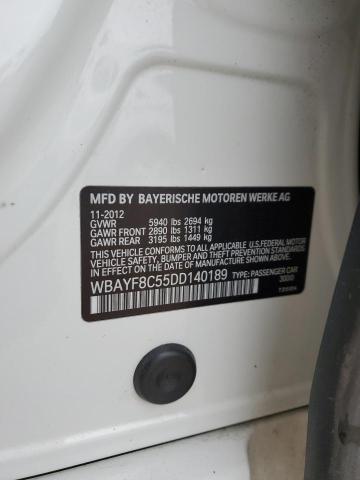 MFD BY BAYERISCHE MOTOREN WERKE AG
11-2012
GVWR 5940 lbs 2694 kg
GAWR FRONT 2890 lbs 1311 kg
GAWR REAR 3195 lbs 1449 kg
THIS VEHICLE CONFORMS TO ALL APPLICABLE U.S. FEDERAL MOTOR
VEHICLE SAFETY, BUMPER, AND THEFT PREVENTION STANDARDS
IN EFFECT ON THE DATE OF MANUFACTURE SHOWN ABOVE.
WBAYF8C55DD140189 TYPE: PASSENGER CAR